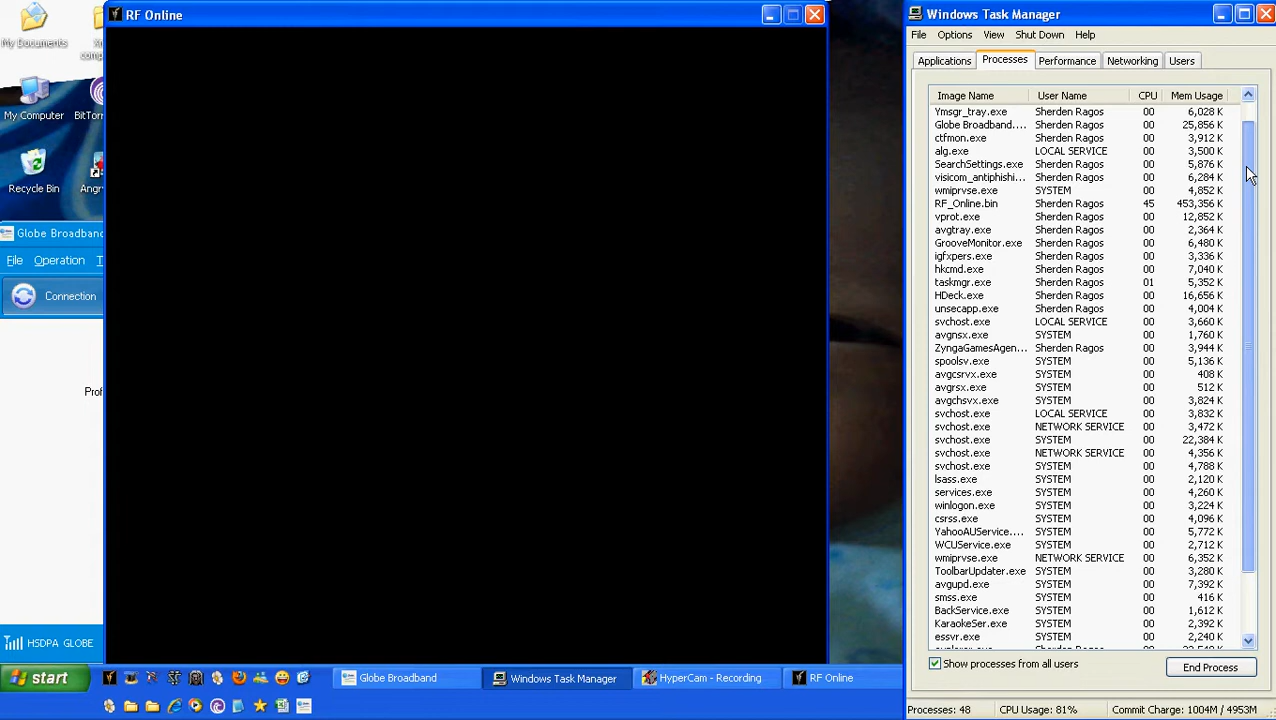 My Documents
My Computer
BitTor
Recycle Bin
Angr
RF Online
Globe Broadband
File Operation T
Connection
Prof
HSDPA GLOBE
Windows Task Manager
File Options View Shut Down Help
Applications Processes Performance Networking Users
Image Name User Name CPU Mem Usage
Ymsgr_tray.exe Sherden Ragos 00 6,028 K
Globe Broadband.... Sherden Ragos 00 25,856 K
ctfmon.exe Sherden Ragos 00 3,912 K
alg.exe LOCAL SERVICE 00 3,500 K
SearchSettings.exe Sherden Ragos 00 5,876 K
visicom_antiphishi... Sherden Ragos 00 6,284 K
wmiprvse.exe SYSTEM 00 4,852 K
RF_Online.bin Sherden Ragos 45 453,356 K
vprot.exe Sherden Ragos 00 12,852 K
avgtray.exe Sherden Ragos 00 2,364 K
GrooveMonitor.exe Sherden Ragos 00 6,480 K
igfxpers.exe Sherden Ragos 00 3,336 K
hkcmd.exe Sherden Ragos 00 7,040 K
taskmgr.exe Sherden Ragos 01 5,352 K
HDeck.exe Sherden Ragos 00 16,656 K
unsecapp.exe Sherden Ragos 00 4,004 K
svchost.exe LOCAL SERVICE 00 3,660 K
avgnsx.exe SYSTEM 00 1,760 K
ZyngaGamesAgen... Sherden Ragos 00 3,944 K
spoolsv.exe SYSTEM 00 5,136 K
avgcsrvx.exe SYSTEM 00 408 K
avgrsx.exe SYSTEM 00 512 K
avgchsvx.exe SYSTEM 00 3,824 K
svchost.exe LOCAL SERVICE 00 3,832 K
svchost.exe NETWORK SERVICE 00 3,472 K
svchost.exe SYSTEM 00 22,384 K
svchost.exe NETWORK SERVICE 00 4,356 K
svchost.exe SYSTEM 00 4,788 K
lsass.exe SYSTEM 00 2,120 K
services.exe SYSTEM 00 4,260 K
winlogon.exe SYSTEM 00 3,224 K
csrss.exe SYSTEM 00 4,096 K
YahooAUService.... SYSTEM 00 5,772 K
WCUService.exe SYSTEM 00 2,712 K
wmiprvse.exe NETWORK SERVICE 00 6,352 K
ToolbarUpdater.exe SYSTEM 00 3,280 K
avgupd.exe SYSTEM 00 7,392 K
smss.exe SYSTEM 00 416 K
BackService.exe SYSTEM 00 1,612 K
KaraokeSer.exe SYSTEM 00 2,392 K
essvr.exe SYSTEM 00 2,240 K
Show processes from all users End Process
Processes: 48 CPU Usage: 81% Commit Charge: 1004M / 4953M
start Globe Broadband Windows Task Manager HyperCam - Recording RF Online